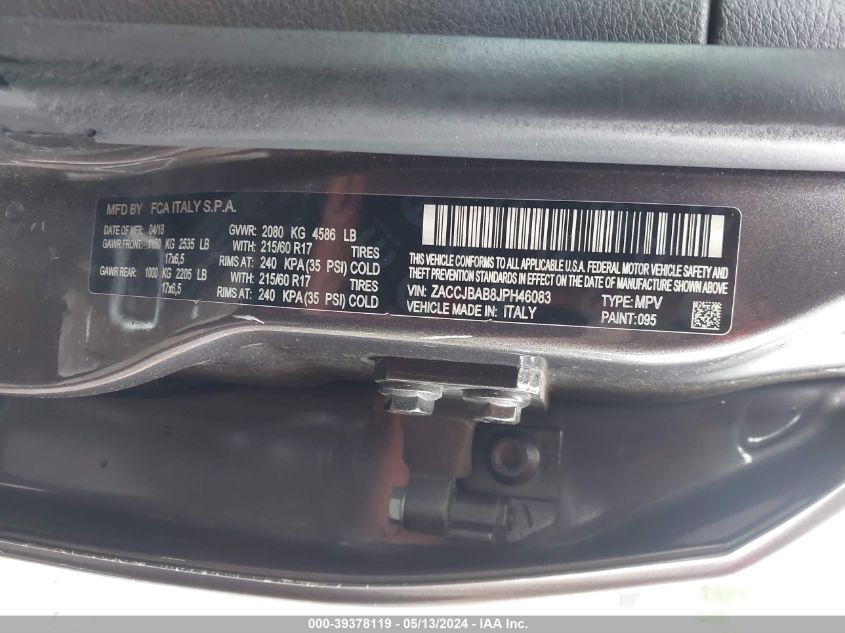 MFD BY FCA ITALY S.P.A.
DATE OF MFR 04/18 GVWR: 2080 KG 4586 LB
GAWR FRONT: 1150 KG 2535 LB WITH: 215/60 R17 TIRES
17x6,5 RIMS AT: 240 KPA(35 PSI) COLD
GAWR REAR: 1000 KG 2205 LB WITH: 215/60 R17 TIRES
17x6,5 RIMS AT: 240 KPA(35 PSI) COLD
THIS VEHICLE CONFORMS TO ALL APPLICABLE U.S.A. FEDERAL MOTOR VEHICLE SAFETY AND
THEFT PREVENTION STANDARDS IN EFFECT ON THE DATE OF MANUFACTURE SHOWN ABOVE
VIN: ZACCJBAB8JPH46083 TYPE: MPV
VEHICLE MADE IN: ITALY PAINT: 095
000-39378119 - 05/13/2024 - IAAI.com